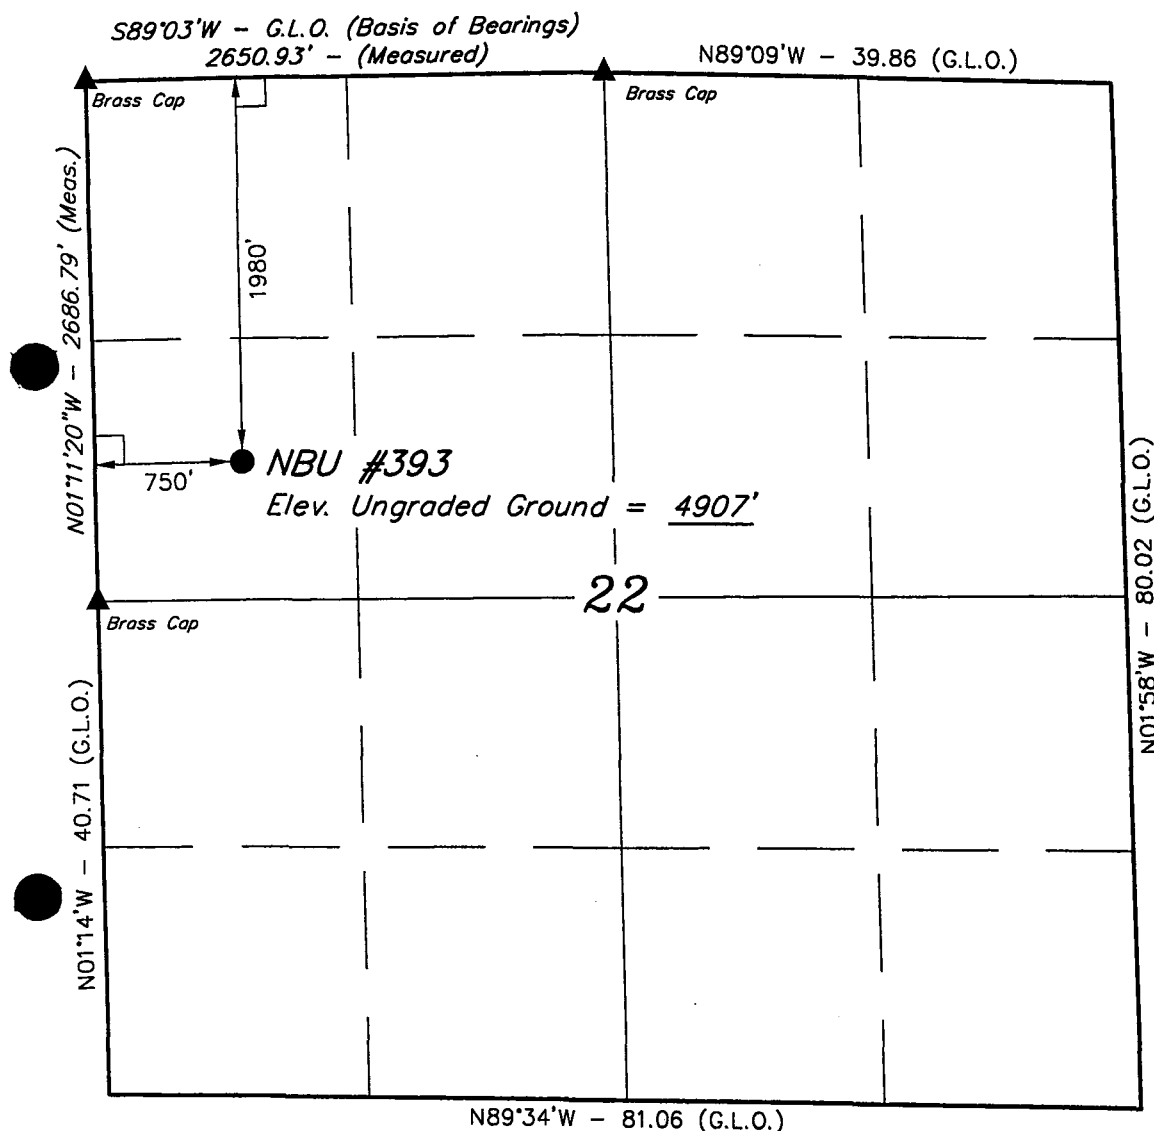 S89°03'W - G.L.O. (Basis of Bearings)
2650.93' - (Measured)
N89°09'W - 39.86 (G.L.O.)
Brass Cap
Brass Cap
N01°11'20"W - 2686.79' (Meas.)
1980'
750'
NBU #393
Elev. Ungraded Ground = 4907'
22
Brass Cap
N01°58'W - 80.02 (G.L.O.)
N01°14'W - 40.71 (G.L.O.)
N89°34'W - 81.06 (G.L.O.)